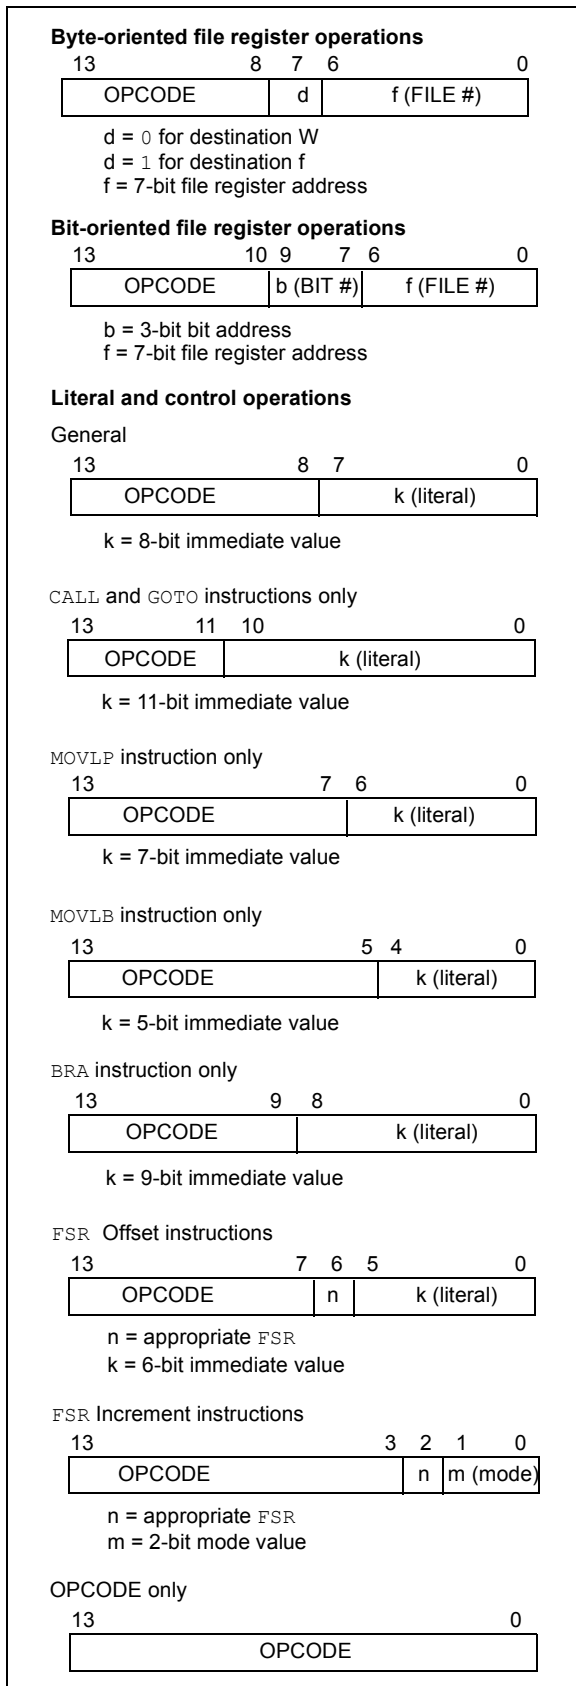 Byte-oriented file register operations
13 8 7 6 0
OPCODE d f (FILE #)
d = 0 for destination W
d = 1 for destination f
f = 7-bit file register address
Bit-oriented file register operations
13 10 9 7 6 0
OPCODE b (BIT #) f (FILE #)
b = 3-bit bit address
f = 7-bit file register address
Literal and control operations
General
13 8 7 0
OPCODE k (literal)
k = 8-bit immediate value
CALL and GOTO instructions only
13 11 10 0
OPCODE k (literal)
k = 11-bit immediate value
MOVLP instruction only
13 7 6 0
OPCODE k (literal)
k = 7-bit immediate value
MOVLB instruction only
13 5 4 0
OPCODE k (literal)
k = 5-bit immediate value
BRA instruction only
13 9 8 0
OPCODE k (literal)
k = 9-bit immediate value
FSR Offset instructions
13 7 6 5 0
OPCODE n k (literal)
n = appropriate FSR
k = 6-bit immediate value
FSR Increment instructions
13 3 2 1 0
OPCODE n m (mode)
n = appropriate FSR
m = 2-bit mode value
OPCODE only
13 0
OPCODE